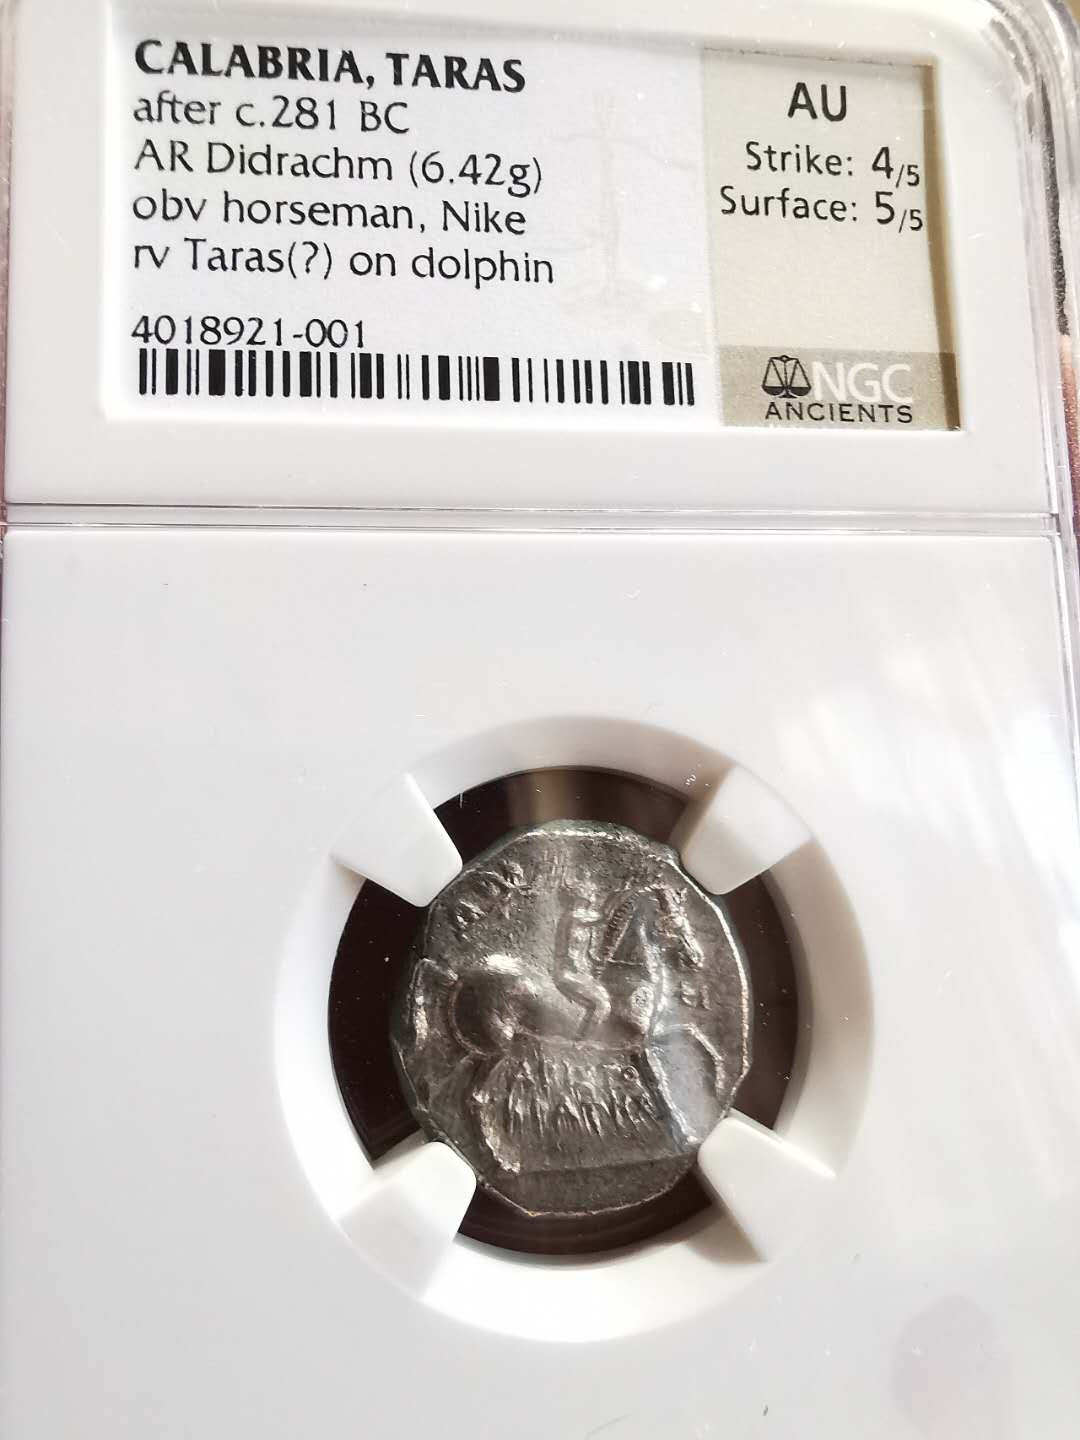 CALABRIA, TARAS
after c.281 BC
AR Didrachm (6.42g)
obv horseman, Nike
rv Taras(?) on dolphin
4018921-001
AU
Strike: 4/5
Surface: 5/5
NGC
ANCIENTS